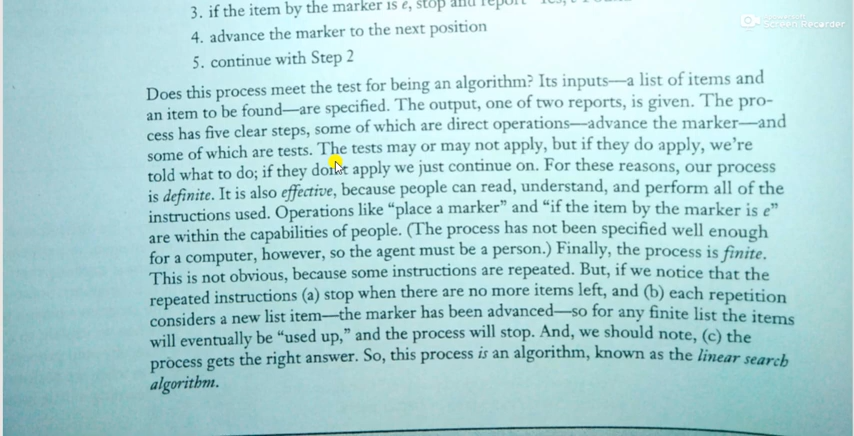 Screen Recorder
3. if the item by the marker is e, stop and report "Yes, e
4. advance the marker to the next position
5. continue with Step 2
Does this process meet the test for being an algorithm? Its inputs—a list of items and
an item to be found—are specified. The output, one of two reports, is given. The pro-
cess has five clear steps, some of which are direct operations—advance the marker—and
some of which are tests. The tests may or may not apply, but if they do apply, we're
told what to do; if they don't apply we just continue on. For these reasons, our process
is definite. It is also effective, because people can read, understand, and perform all of the
instructions used. Operations like "place a marker" and "if the item by the marker is e"
are within the capabilities of people. (The process has not been specified well enough
for a computer, however, so the agent must be a person.) Finally, the process is finite.
This is not obvious, because some instructions are repeated. But, if we notice that the
repeated instructions (a) stop when there are no more items left, and (b) each repetition
considers a new list item—the marker has been advanced—so for any finite list the items
will eventually be "used up," and the process will stop. And, we should note, (c) the
process gets the right answer. So, this process is an algorithm, known as the linear search
algorithm.